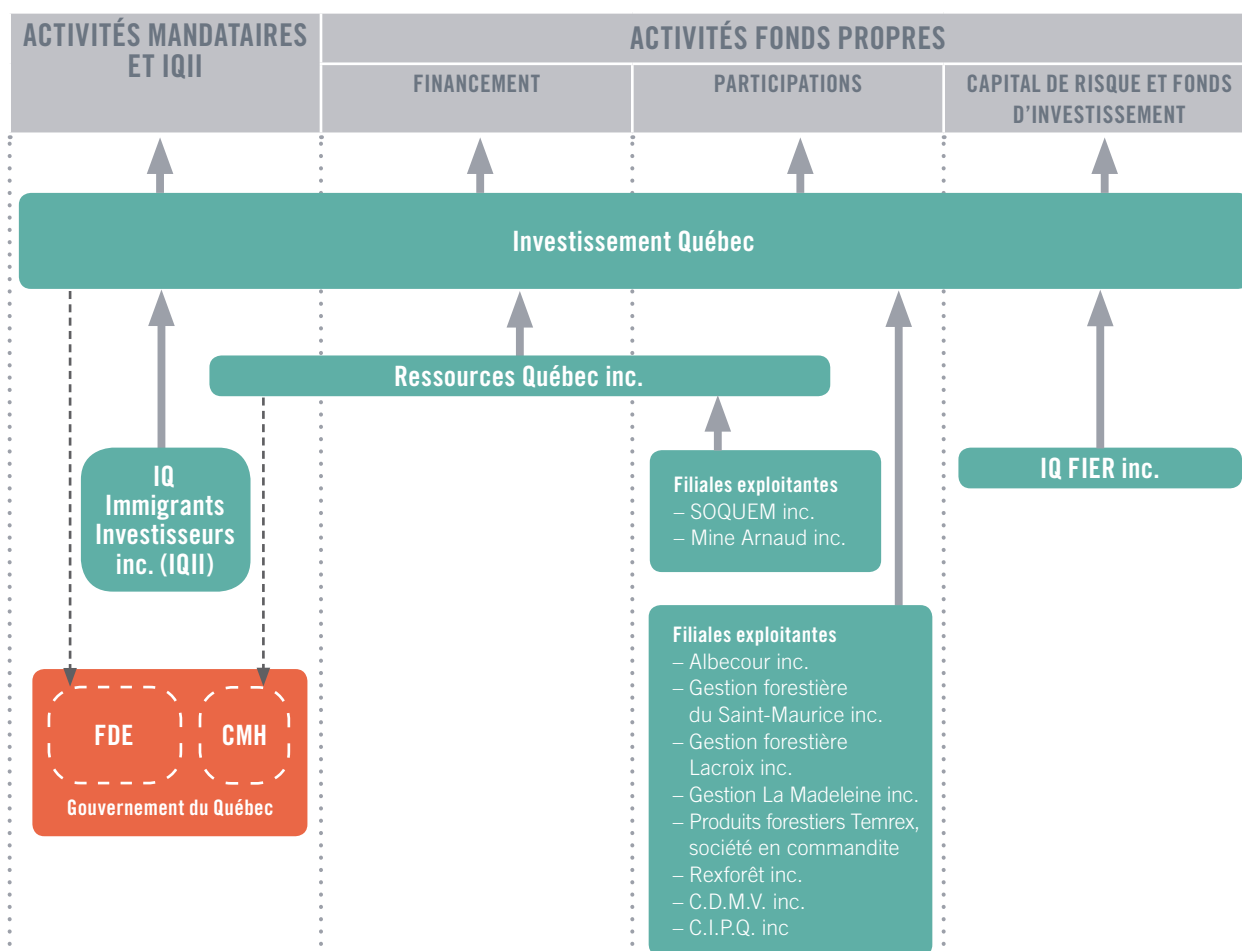 ACTIVITÉS MANDATAIRES
ET IQII
ACTIVITÉS FONDS PROPRES
FINANCEMENT
PARTICIPATIONS
CAPITAL DE RISQUE ET FONDS
D'INVESTISSEMENT
Investissement Québec
Ressources Québec inc.
IQ
Immigrants
Investisseurs
inc. (IQII)
Filiales exploitantes
– SOQUEM inc.
– Mine Arnaud inc.
IQ FIER inc.
Filiales exploitantes
– Albecour inc.
– Gestion forestière
du Saint-Maurice inc.
– Gestion forestière
Lacroix inc.
– Gestion La Madeleine inc.
– Produits forestiers Temrex,
société en commandite
– Rexforêt inc.
– C.D.M.V. inc.
– C.I.P.Q. inc
FDE
CMH
Gouvernement du Québec